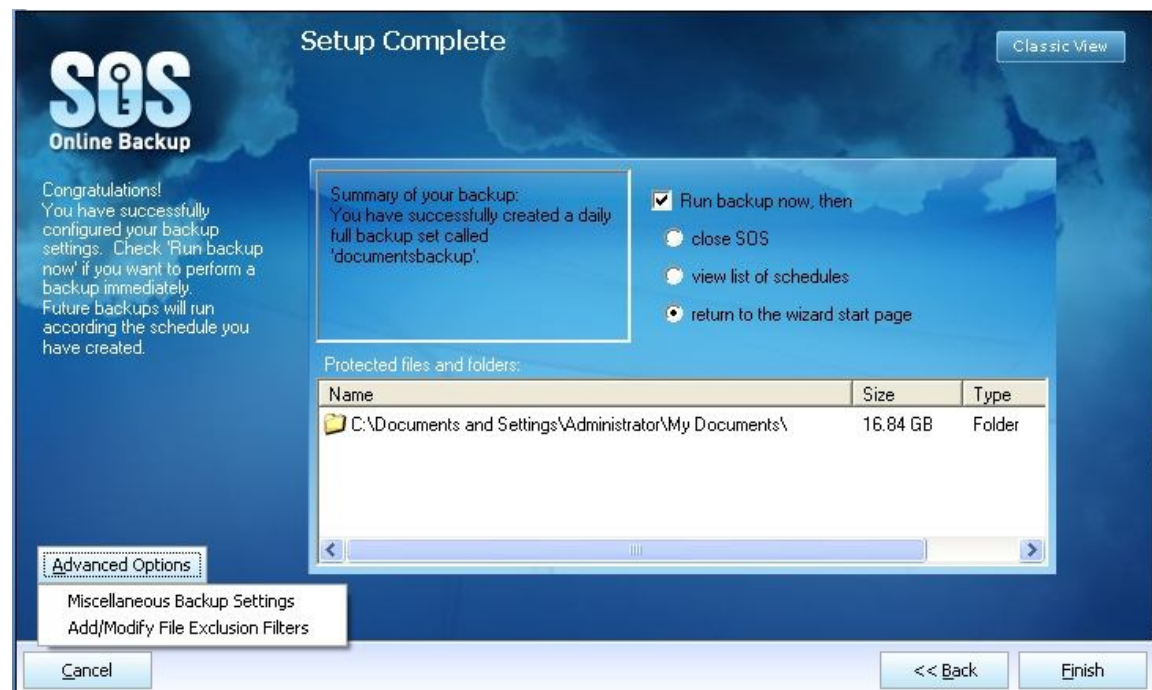 Setup Complete
Classic View
SOS
Online Backup
Congratulations!
You have successfully
configured your backup
settings. Check 'Run backup
now' if you want to perform a
backup immediately.
Future backups will run
according the schedule you
have created.
Summary of your backup:
You have successfully created a daily
full backup set called
'documentsbackup'.
Run backup now, then
close SOS
view list of schedules
return to the wizard start page
Protected files and folders:
Name Size Type
C:\Documents and Settings\Administrator\My Documents\ 16.84 GB Folder
Advanced Options
Miscellaneous Backup Settings
Add/Modify File Exclusion Filters
Cancel
<< Back
Finish